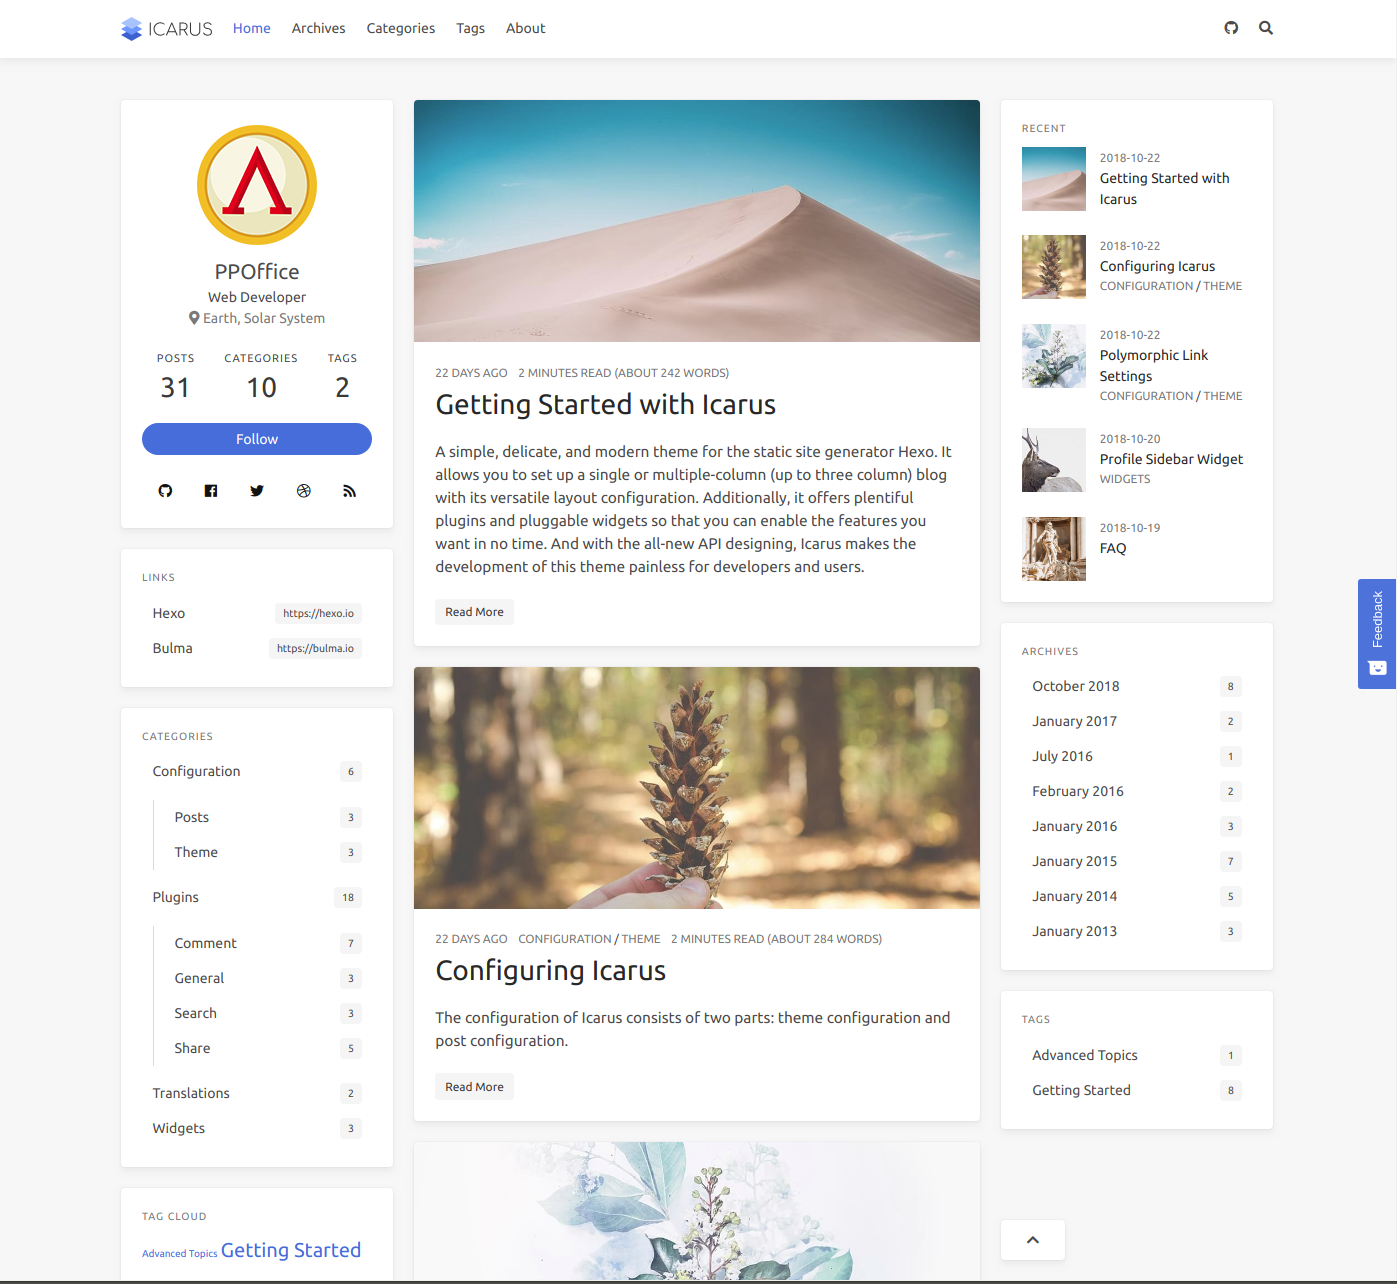 ICARUS Home Archives Categories Tags About
PPOffice
Web Developer
Earth, Solar System
POSTS CATEGORIES TAGS
31 10 2
Follow
LINKS
Hexo https://hexo.io
Bulma https://bulma.io
CATEGORIES
Configuration 6
Posts 3
Theme 3
Plugins 18
Comment 7
General 3
Search 3
Share 5
Translations 2
Widgets 3
TAG CLOUD
Advanced Topics Getting Started
22 DAYS AGO 2 MINUTES READ (ABOUT 242 WORDS)
Getting Started with Icarus
A simple, delicate, and modern theme for the static site generator Hexo. It
allows you to set up a single or multiple-column (up to three column) blog
with its versatile layout configuration. Additionally, it offers plentiful
plugins and pluggable widgets so that you can enable the features you
want in no time. And with the all-new API designing, Icarus makes the
development of this theme painless for developers and users.
Read More
22 DAYS AGO CONFIGURATION / THEME 2 MINUTES READ (ABOUT 284 WORDS)
Configuring Icarus
The configuration of Icarus consists of two parts: theme configuration and
post configuration.
Read More
RECENT
2018-10-22
Getting Started with
Icarus
2018-10-22
Configuring Icarus
CONFIGURATION / THEME
2018-10-22
Polymorphic Link
Settings
CONFIGURATION / THEME
2018-10-20
Profile Sidebar Widget
WIDGETS
2018-10-19
FAQ
ARCHIVES
October 2018 8
January 2017 2
July 2016 1
February 2016 2
January 2016 3
January 2015 7
January 2014 5
January 2013 3
TAGS
Advanced Topics 1
Getting Started 8
Feedback